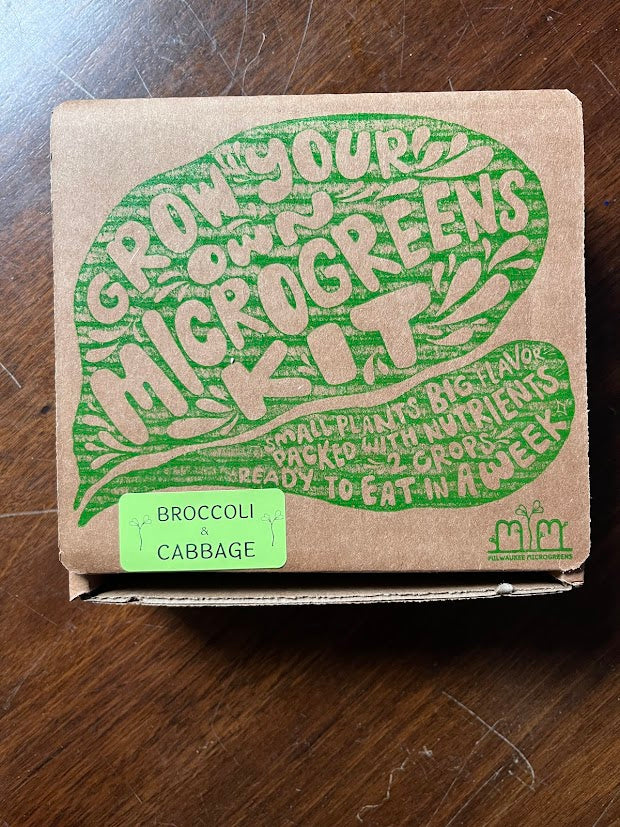 GROW YOUR
OWN
MICROGREENS
KIT
SMALL PLANTS, BIG FLAVOR
PACKED WITH NUTRIENTS
2 CROPS
READY TO EAT IN A WEEK
BROCCOLI
&
CABBAGE
MM
MILWAUKEE MICROGREENS